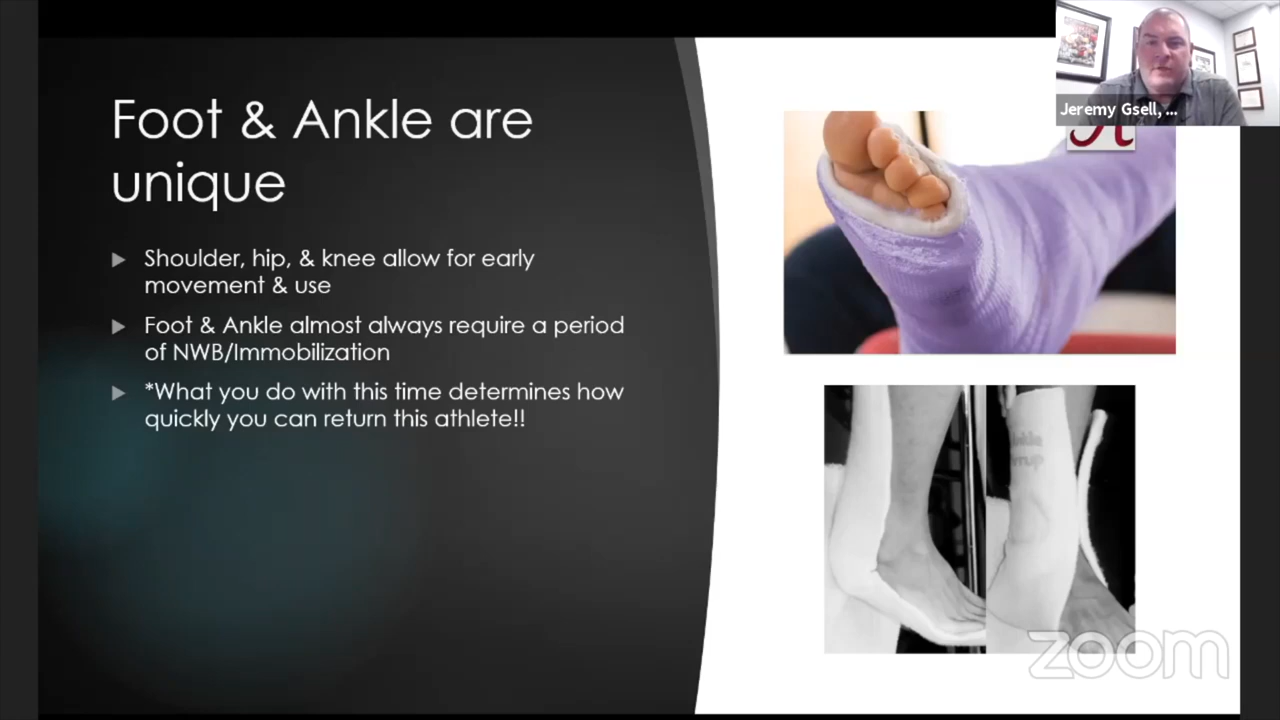 Foot & Ankle are
unique
Shoulder, hip, & knee allow for early
movement & use
Foot & Ankle almost always require a period
of NWB/Immobilization
*What you do with this time determines how
quickly you can return this athlete!!
Jeremy Gsell, ...
zoom